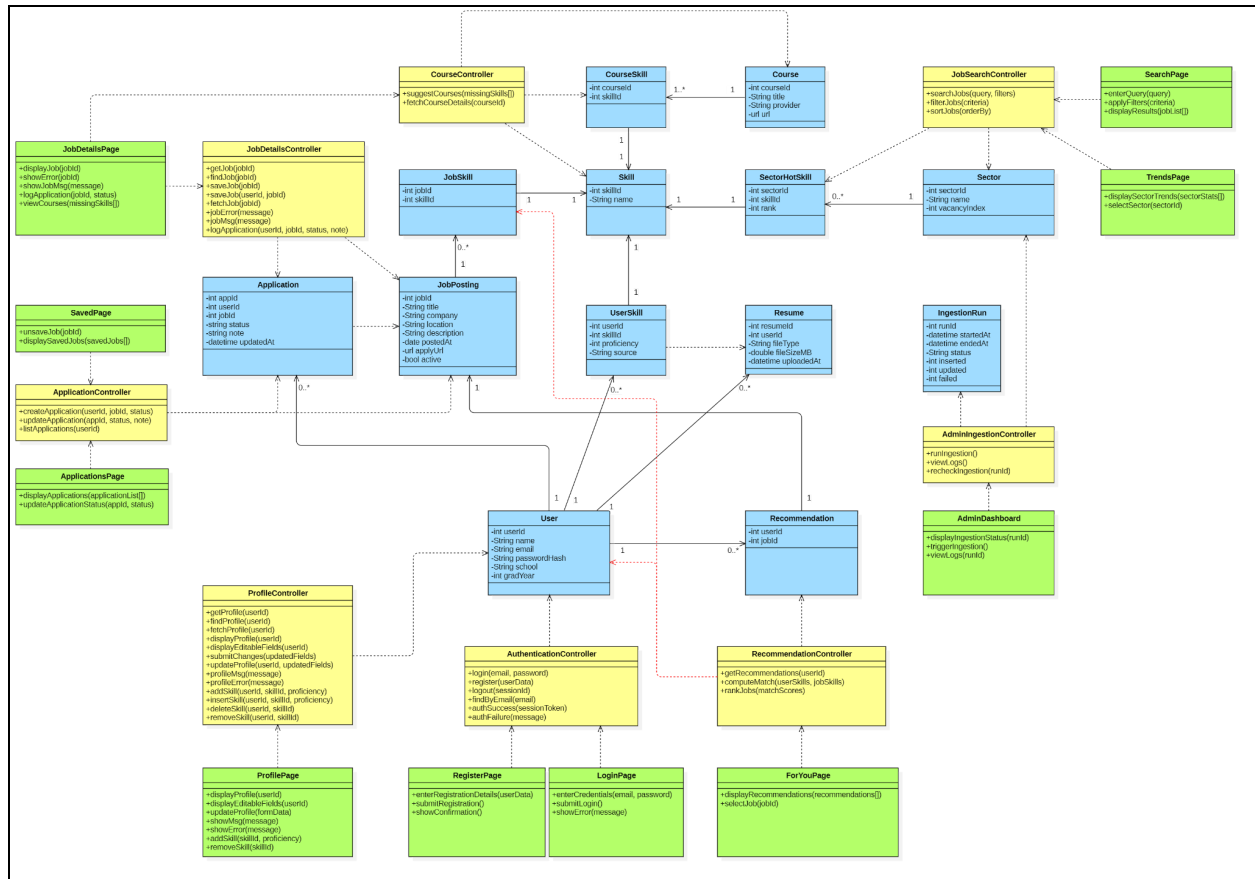 CourseController
+suggestCourses(missingSkills[])
+fetchCourseDetails(courseId)
CourseSkill
-int courseId
-int skillId
1..*
1
Course
-int courseId
-String title
-String provider
-url url
JobSearchController
+searchJobs(query, filters)
+filterJobs(criteria)
+sortJobs(orderBy)
SearchPage
+enterQuery(query)
+applyFilters(criteria)
+displayResults(jobList[])
JobDetailsPage
+displayJob(jobId)
+showError(jobId)
+showJobMsg(message)
+logApplication(jobId, status)
+viewCourses(missingSkills[])
JobDetailsController
+getJob(jobId)
+findJob(jobId)
+saveJob(jobId)
+saveJob(userId, jobId)
+fetchJob(jobId)
+jobError(message)
+jobMsg(message)
+logApplication(userId, jobId, status, note)
JobSkill
-int jobId
-int skillId
1
1
1
1
Skill
-int skillId
-String name
1
1
SectorHotSkill
-int sectorId
-int skillId
-int rank
0..*
1
Sector
-int sectorId
-String name
-int vacancyIndex
TrendsPage
+displaySectorTrends(sectorStats[])
+selectSector(sectorId)
0..*
1
1
1
Application
-int appId
-int userId
-int jobId
-string status
-string note
-datetime updatedAt
JobPosting
-int jobId
-String title
-String company
-String location
-String description
-date postedAt
-url applyUrl
-bool active
UserSkill
-int userId
-int skillId
-int proficiency
-String source
Resume
-int resumeId
-int userId
-String fileType
-double fileSizeMB
-datetime uploadedAt
IngestionRun
-int runId
-datetime startedAt
-datetime endedAt
-String status
-int inserted
-int updated
-int failed
SavedPage
+unsaveJob(jobId)
+displaySavedJobs(savedJobs[])
0..*
1
0..*
0..*
ApplicationController
+createApplication(userId, jobId, status)
+updateApplication(appId, status, note)
+listApplications(userId)
AdminIngestionController
+runIngestion()
+viewLogs()
+recheckIngestion(runId)
ApplicationsPage
+displayApplications(applicationList[])
+updateApplicationStatus(appId, status)
1
1
1
1
User
-int userId
-String name
-String email
-String passwordHash
-String school
-int gradYear
1
0..*
Recommendation
-int userId
-int jobId
AdminDashboard
+displayIngestionStatus(runId)
+triggerIngestion()
+viewLogs(runId)
ProfileController
+getProfile(userId)
+findProfile(userId)
+fetchProfile(userId)
+displayProfile(userId)
+displayEditableFields(userId)
+submitChanges(updatedFields)
+updateProfile(userId, updatedFields)
+profileMsg(message)
+profileError(message)
+addSkill(userId, skillId, proficiency)
+insertSkill(userId, skillId, proficiency)
+deleteSkill(userId, skillId)
+removeSkill(userId, skillId)
AuthenticationController
+login(email, password)
+register(userData)
+logout(sessionId)
+findByEmail(email)
+authSuccess(sessionToken)
+authFailure(message)
RecommendationController
+getRecommendations(userId)
+computeMatch(userSkills, jobSkills)
+rankJobs(matchScores)
ProfilePage
+displayProfile(userId)
+displayEditableFields(userId)
+updateProfile(formData)
+showMsg(message)
+showError(message)
+addSkill(skillId, proficiency)
+removeSkill(skillId)
RegisterPage
+enterRegistrationDetails(userData)
+submitRegistration()
+showConfirmation()
LoginPage
+enterCredentials(email, password)
+submitLogin()
+showError(message)
ForYouPage
+displayRecommendations(recommendations[])
+selectJob(jobId)